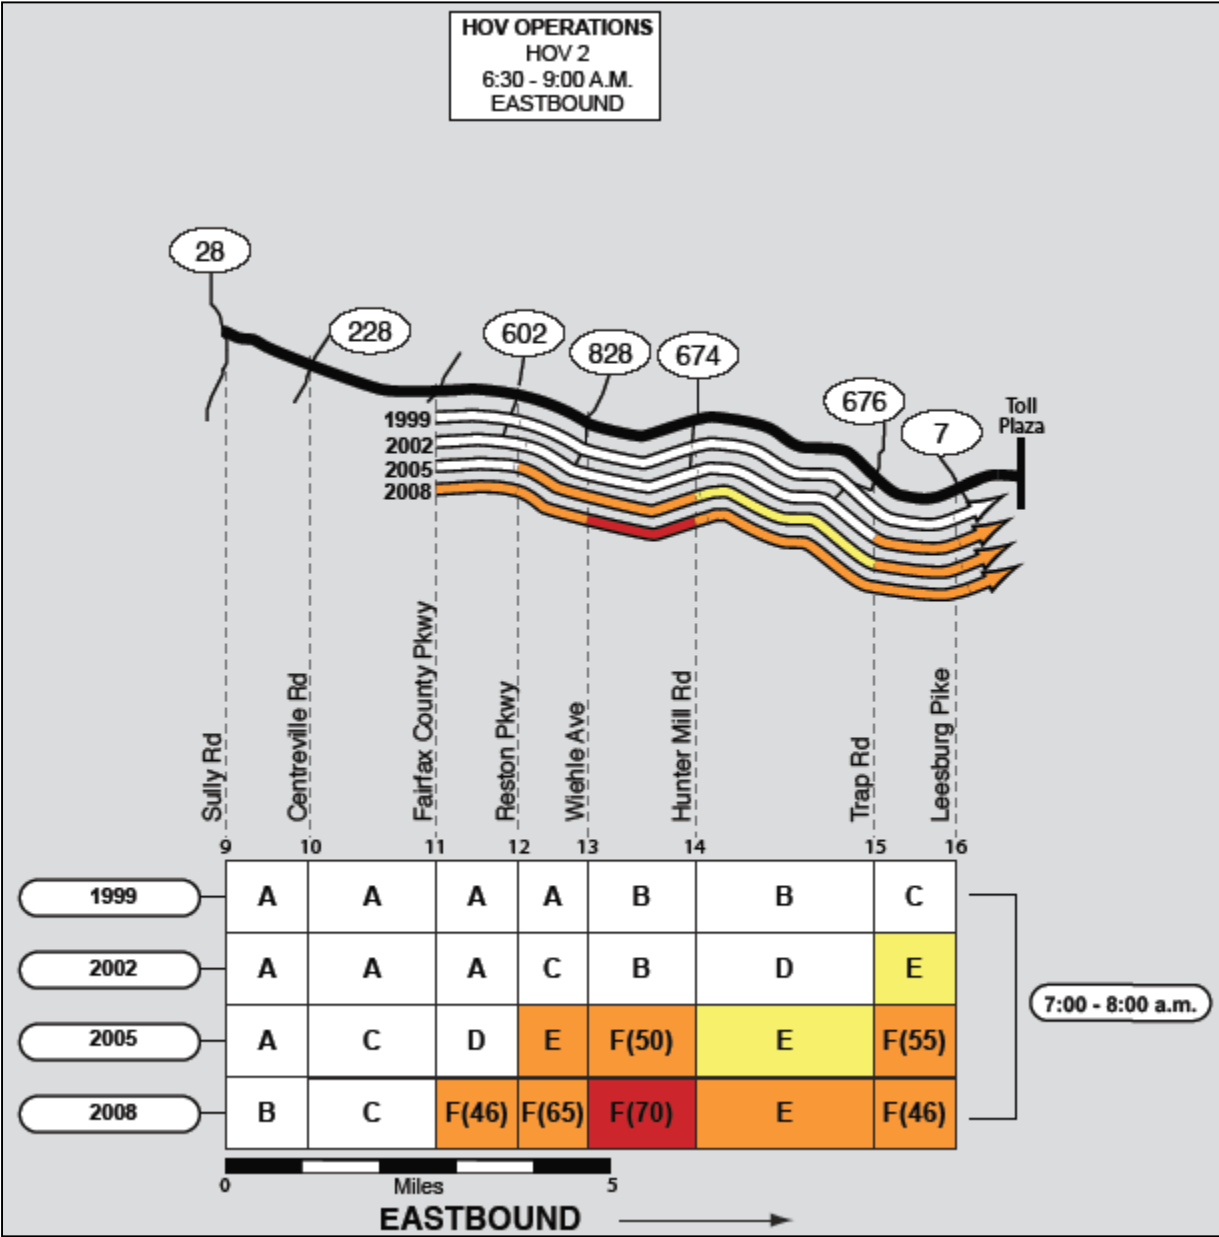 HOV OPERATIONS
HOV 2
6:30 - 9:00 A.M.
EASTBOUND
28
228
602
828
674
676
7
Toll
Plaza
1999
2002
2005
2008
Sully Rd
Centreville Rd
Fairfax County Pkwy
Reston Pkwy
Wiehle Ave
Hunter Mill Rd
Trap Rd
Leesburg Pike
9 10 11 12 13 14 15 16
1999 A A A A B B C
2002 A A A C B D E
2005 A C D E F(50) E F(55)
2008 B C F(46) F(65) F(70) E F(46)
7:00 - 8:00 a.m.
0 Miles 5
EASTBOUND